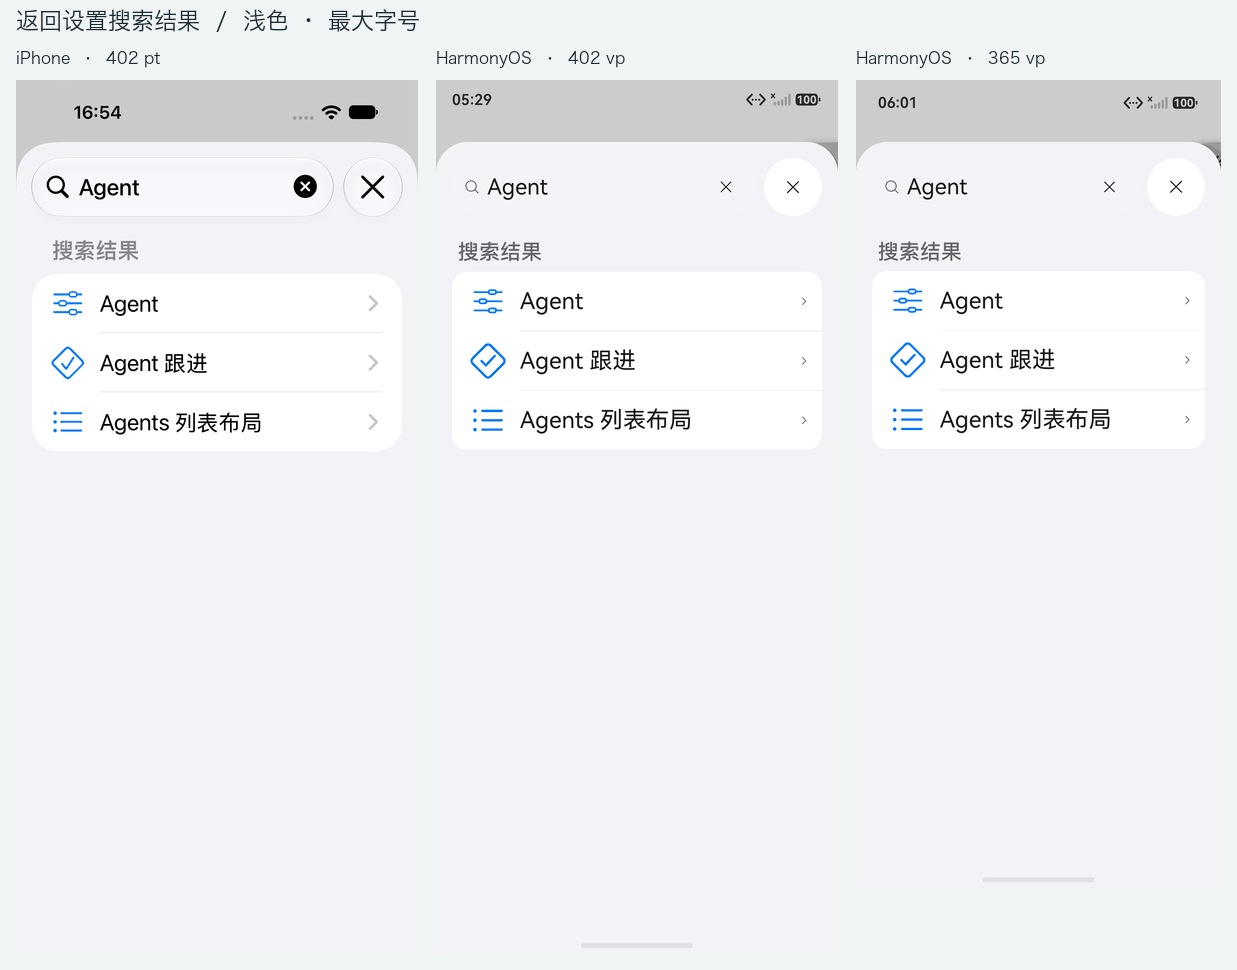 返回设置搜索结果 / 浅色 · 最大字号
iPhone · 402 pt
HarmonyOS · 402 vp
HarmonyOS · 365 vp
16:54
Agent
搜索结果
Agent
Agent 跟进
Agents 列表布局
05:29
100
Agent
搜索结果
Agent
Agent 跟进
Agents 列表布局
06:01
100
Agent
搜索结果
Agent
Agent 跟进
Agents 列表布局